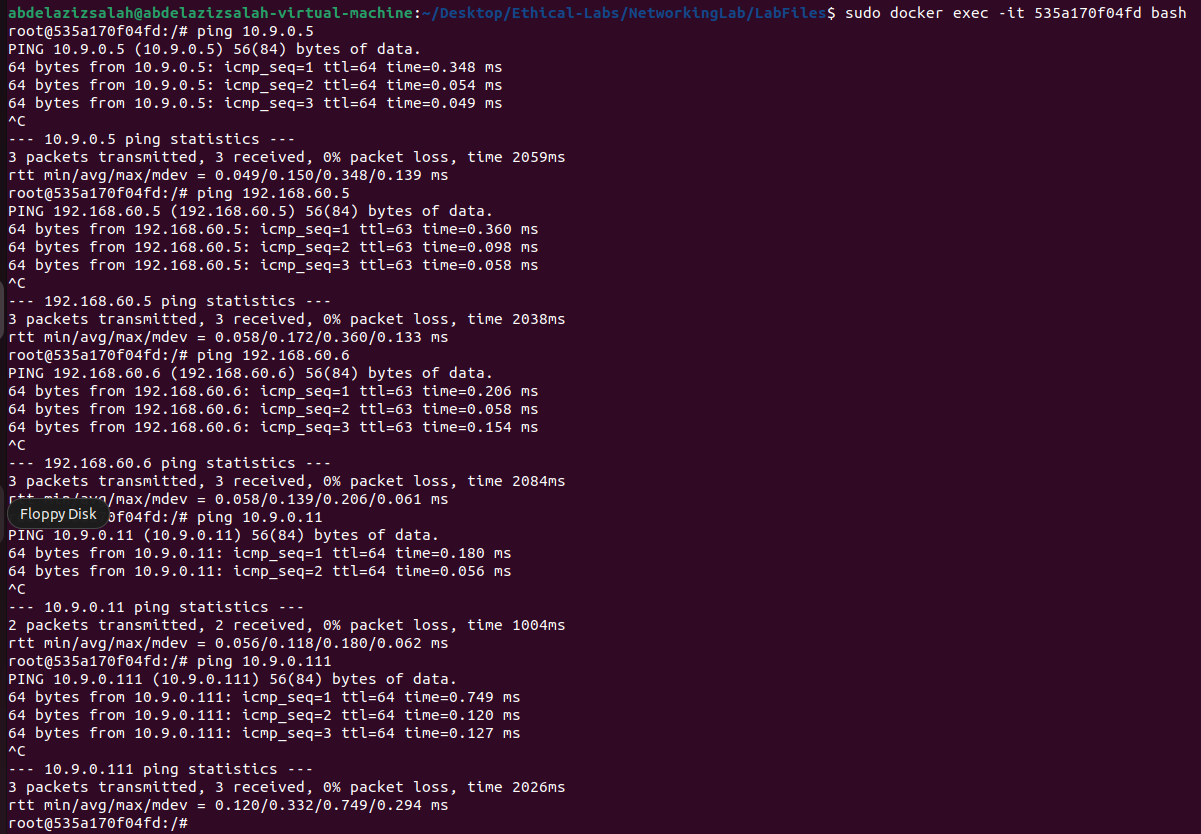 abdelazizsalah@abdelazizsalah-virtual-machine:~/Desktop/Ethical-Labs/NetworkingLab/LabFiles$ sudo docker exec -it 535a170f04fd bash
root@535a170f04fd:/# ping 10.9.0.5
PING 10.9.0.5 (10.9.0.5) 56(84) bytes of data.
64 bytes from 10.9.0.5: icmp_seq=1 ttl=64 time=0.348 ms
64 bytes from 10.9.0.5: icmp_seq=2 ttl=64 time=0.054 ms
64 bytes from 10.9.0.5: icmp_seq=3 ttl=64 time=0.049 ms
^C
--- 10.9.0.5 ping statistics ---
3 packets transmitted, 3 received, 0% packet loss, time 2059ms
rtt min/avg/max/mdev = 0.049/0.150/0.348/0.139 ms
root@535a170f04fd:/# ping 192.168.60.5
PING 192.168.60.5 (192.168.60.5) 56(84) bytes of data.
64 bytes from 192.168.60.5: icmp_seq=1 ttl=63 time=0.360 ms
64 bytes from 192.168.60.5: icmp_seq=2 ttl=63 time=0.098 ms
64 bytes from 192.168.60.5: icmp_seq=3 ttl=63 time=0.058 ms
^C
--- 192.168.60.5 ping statistics ---
3 packets transmitted, 3 received, 0% packet loss, time 2038ms
rtt min/avg/max/mdev = 0.058/0.172/0.360/0.133 ms
root@535a170f04fd:/# ping 192.168.60.6
PING 192.168.60.6 (192.168.60.6) 56(84) bytes of data.
64 bytes from 192.168.60.6: icmp_seq=1 ttl=63 time=0.206 ms
64 bytes from 192.168.60.6: icmp_seq=2 ttl=63 time=0.058 ms
64 bytes from 192.168.60.6: icmp_seq=3 ttl=63 time=0.154 ms
^C
--- 192.168.60.6 ping statistics ---
3 packets transmitted, 3 received, 0% packet loss, time 2084ms
rtt min/avg/max/mdev = 0.058/0.139/0.206/0.061 ms
Floppy Disk
0f04fd:/# ping 10.9.0.11
PING 10.9.0.11 (10.9.0.11) 56(84) bytes of data.
64 bytes from 10.9.0.11: icmp_seq=1 ttl=64 time=0.180 ms
64 bytes from 10.9.0.11: icmp_seq=2 ttl=64 time=0.056 ms
^C
--- 10.9.0.11 ping statistics ---
2 packets transmitted, 2 received, 0% packet loss, time 1004ms
rtt min/avg/max/mdev = 0.056/0.118/0.180/0.062 ms
root@535a170f04fd:/# ping 10.9.0.111
PING 10.9.0.111 (10.9.0.111) 56(84) bytes of data.
64 bytes from 10.9.0.111: icmp_seq=1 ttl=64 time=0.749 ms
64 bytes from 10.9.0.111: icmp_seq=2 ttl=64 time=0.120 ms
64 bytes from 10.9.0.111: icmp_seq=3 ttl=64 time=0.127 ms
^C
--- 10.9.0.111 ping statistics ---
3 packets transmitted, 3 received, 0% packet loss, time 2026ms
rtt min/avg/max/mdev = 0.120/0.332/0.749/0.294 ms
root@535a170f04fd:/#